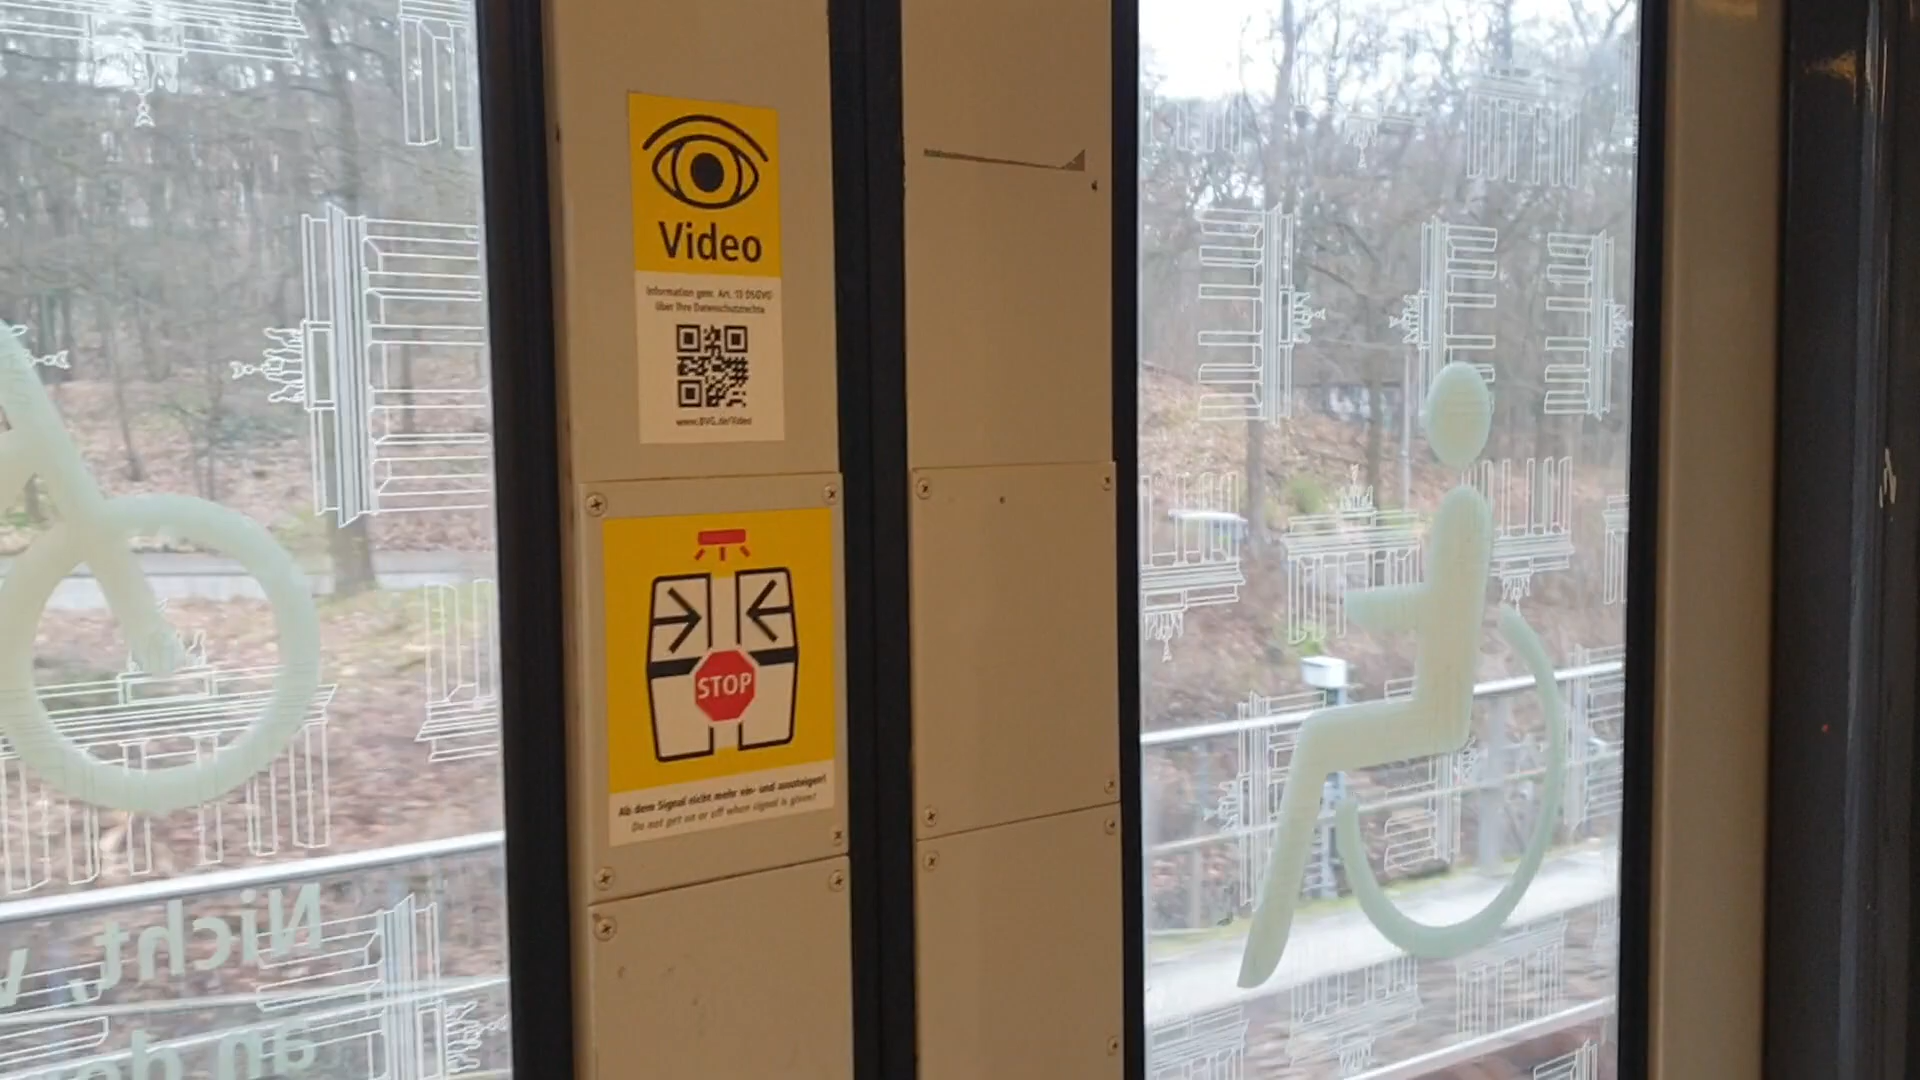 Video
Information gem. Art. 13 DSGVO
über Ihre Datenschutzrechte
www.BVG.de/Video
STOP
Ab dem Signal nicht mehr ein- und aussteigen!
Do not get on or off when signal is given!
Nicht,
an de